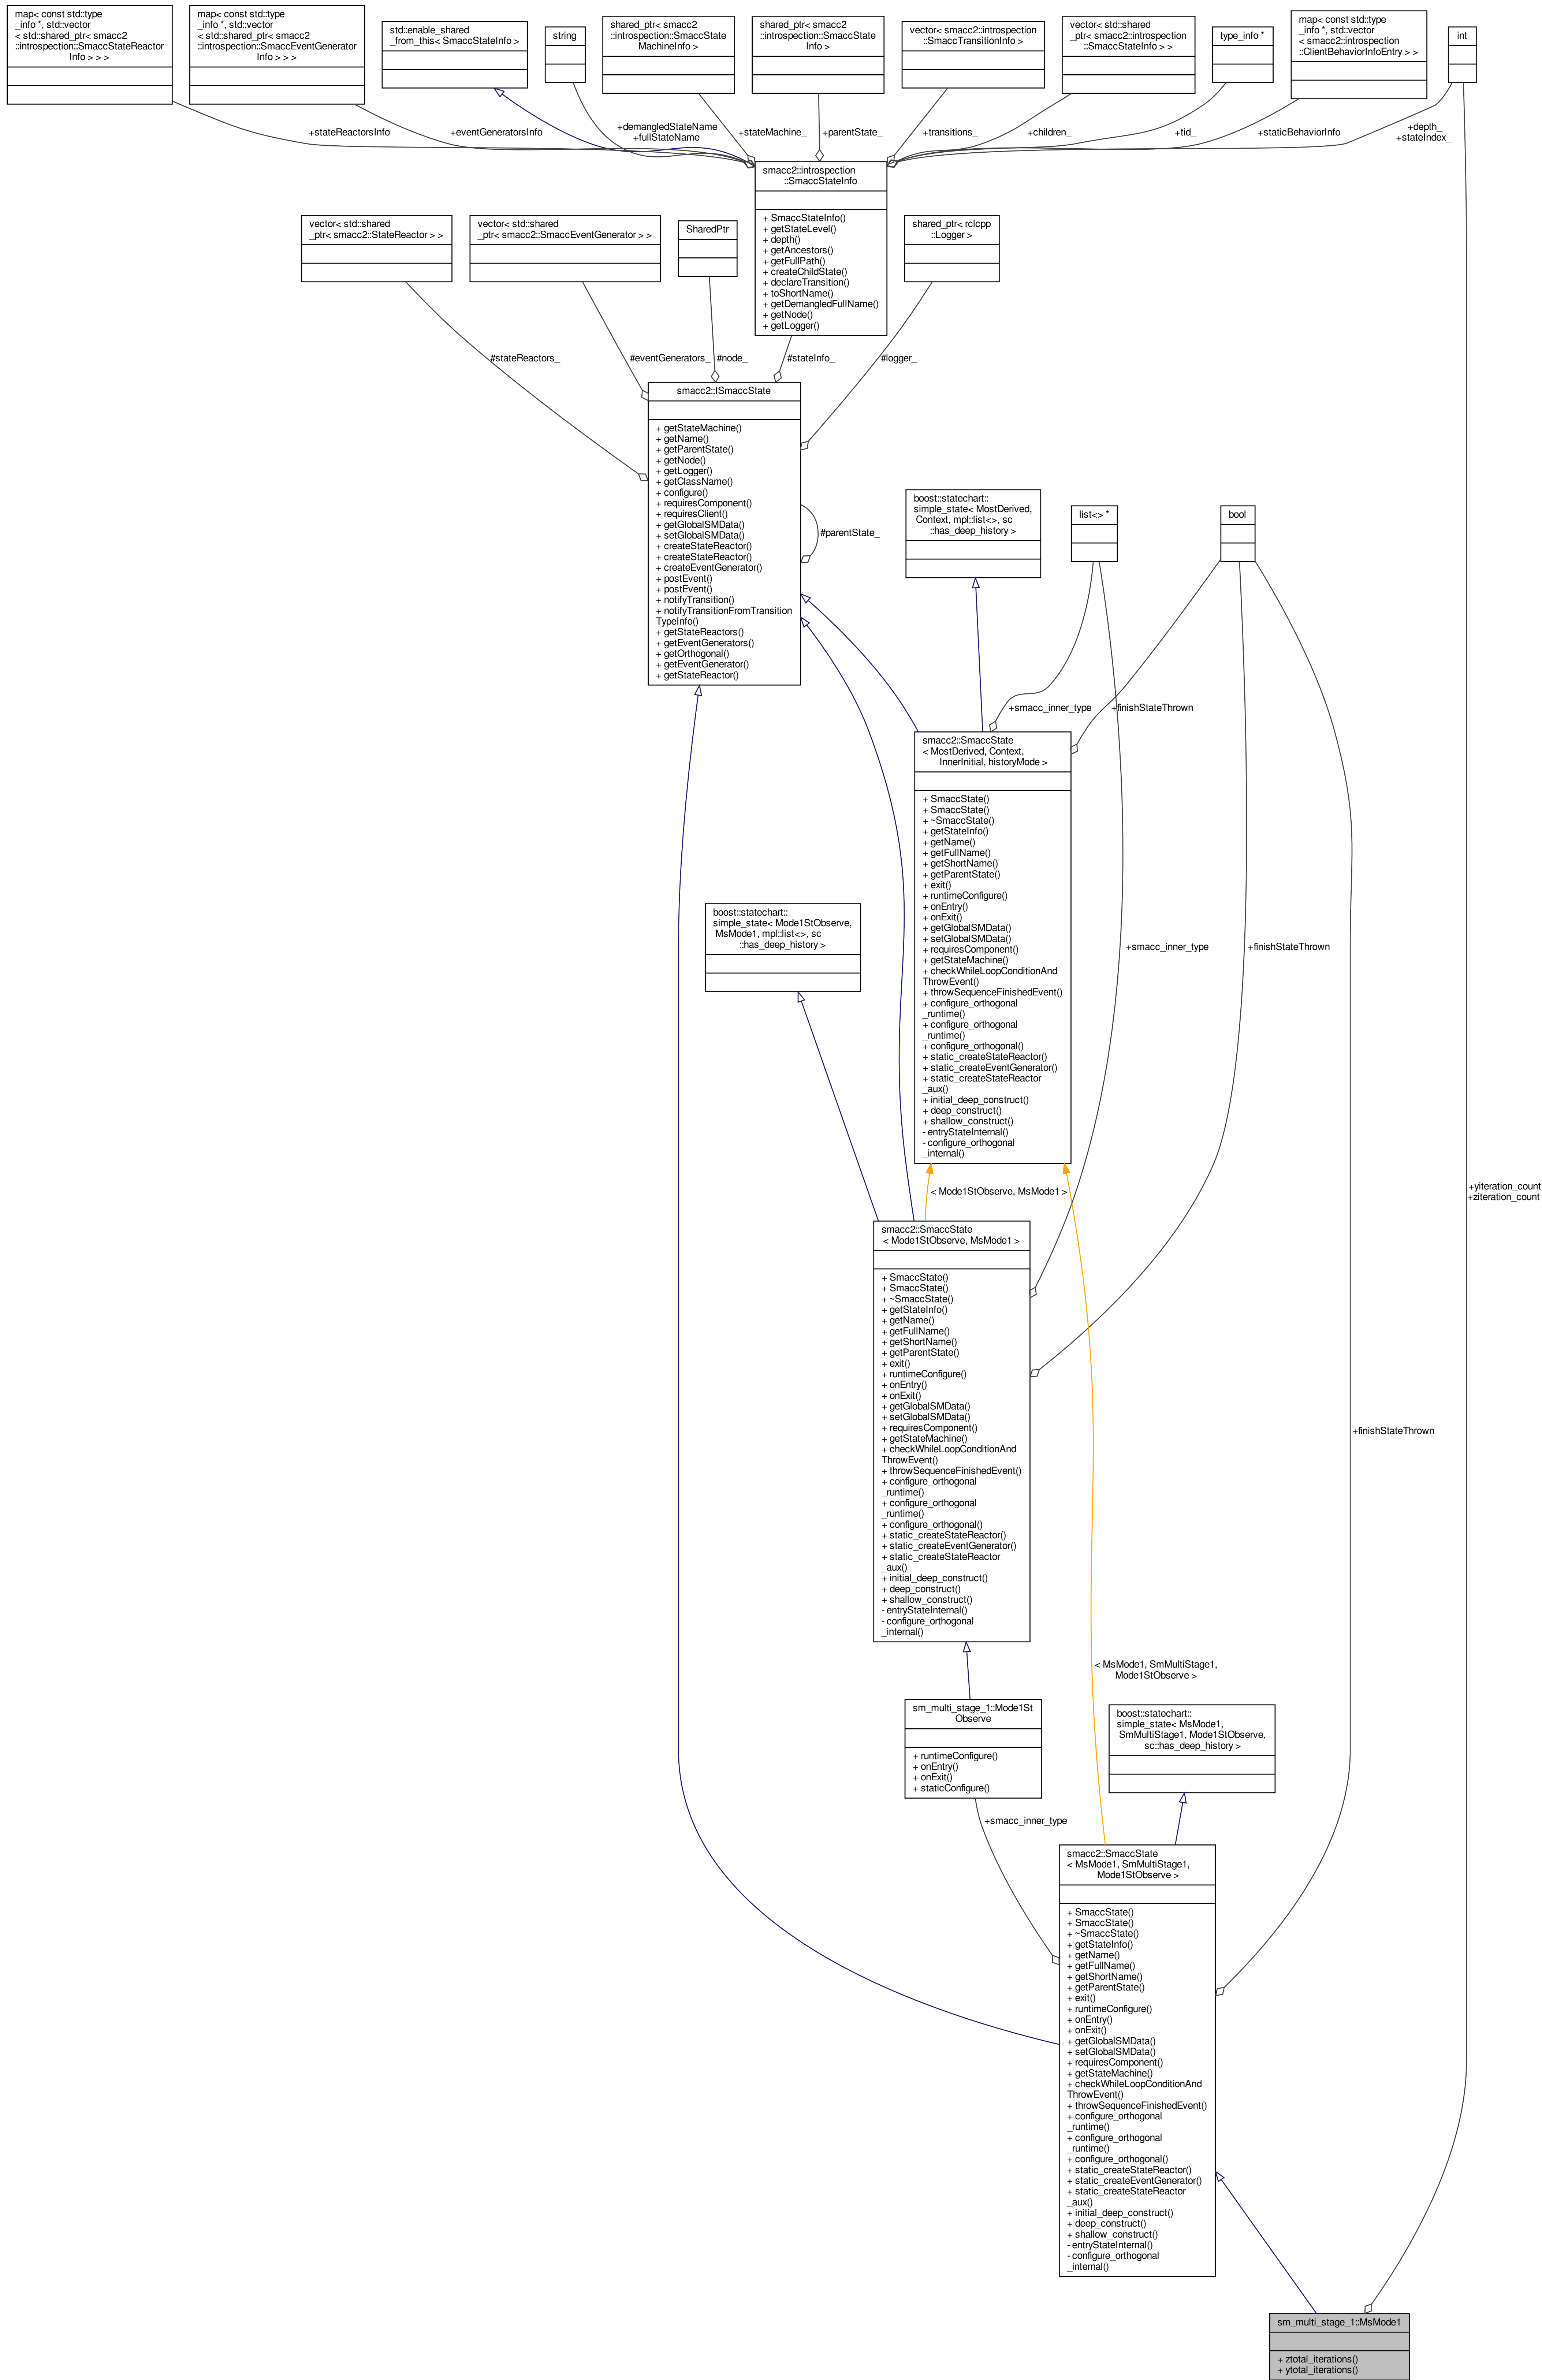 map< const std::type
_info *, std::vector
< std::shared_ptr< smacc2
::introspection::SmaccStateReactor
Info > > >
map< const std::type
_info *, std::vector
< std::shared_ptr< smacc2
::introspection::SmaccEventGenerator
Info > > >
std::enable_shared
_from_this< SmaccStateInfo >
string
shared_ptr< smacc2
::introspection::SmaccState
MachineInfo >
shared_ptr< smacc2
::introspection::SmaccState
Info >
vector< smacc2::introspection
::SmaccTransitionInfo >
vector< std::shared
_ptr< smacc2::introspection
::SmaccStateInfo > >
type_info *
map< const std::type
_info *, std::vector
< smacc2::introspection
::ClientBehaviorInfoEntry > >
int
+stateReactorsInfo
+eventGeneratorsInfo
+demangledStateName
+fullStateName
+stateMachine_
+parentState_
+transitions_
+children_
+tid_
+staticBehaviorInfo
+depth_
+stateIndex_
smacc2::introspection
::SmaccStateInfo
+ SmaccStateInfo()
+ getStateLevel()
+ depth()
+ getAncestors()
+ getFullPath()
+ createChildState()
+ declareTransition()
+ toShortName()
+ getDemangledFullName()
+ getNode()
+ getLogger()
vector< std::shared
_ptr< smacc2::StateReactor > >
vector< std::shared
_ptr< smacc2::SmaccEventGenerator > >
SharedPtr
shared_ptr< rclcpp
::Logger >
#stateReactors_
#eventGenerators_
#node_
#stateInfo_
#logger_
smacc2::ISmaccState
+ getStateMachine()
+ getName()
+ getParentState()
+ getNode()
+ getLogger()
+ getClassName()
+ configure()
+ requiresComponent()
+ requiresClient()
+ getGlobalSMData()
+ setGlobalSMData()
+ createStateReactor()
+ createStateReactor()
+ createEventGenerator()
+ postEvent()
+ postEvent()
+ notifyTransition()
+ notifyTransitionFromTransition
TypeInfo()
+ getStateReactors()
+ getEventGenerators()
+ getOrthogonal()
+ getEventGenerator()
+ getStateReactor()
#parentState_
boost::statechart::
simple_state< MostDerived,
Context, mpl::list<>, sc
::has_deep_history >
list<> *
bool
+smacc_inner_type
+finishStateThrown
smacc2::SmaccState
< MostDerived, Context,
InnerInitial, historyMode >
+ SmaccState()
+ SmaccState()
+ ~SmaccState()
+ getStateInfo()
+ getName()
+ getFullName()
+ getShortName()
+ getParentState()
+ exit()
+ runtimeConfigure()
+ onEntry()
+ onExit()
+ getGlobalSMData()
+ setGlobalSMData()
+ requiresComponent()
+ getStateMachine()
+ checkWhileLoopConditionAnd
ThrowEvent()
+ throwSequenceFinishedEvent()
+ configure_orthogonal
_runtime()
+ configure_orthogonal
_runtime()
+ configure_orthogonal()
+ static_createStateReactor()
+ static_createEventGenerator()
+ static_createStateReactor
_aux()
+ initial_deep_construct()
+ deep_construct()
+ shallow_construct()
- entryStateInternal()
- configure_orthogonal
_internal()
boost::statechart::
simple_state< Mode1StObserve,
MsMode1, mpl::list<>, sc
::has_deep_history >
+smacc_inner_type
+finishStateThrown
< Mode1StObserve, MsMode1 >
+yiteration_count
+ziteration_count
smacc2::SmaccState
< Mode1StObserve, MsMode1 >
+ SmaccState()
+ SmaccState()
+ ~SmaccState()
+ getStateInfo()
+ getName()
+ getFullName()
+ getShortName()
+ getParentState()
+ exit()
+ runtimeConfigure()
+ onEntry()
+ onExit()
+ getGlobalSMData()
+ setGlobalSMData()
+ requiresComponent()
+ getStateMachine()
+ checkWhileLoopConditionAnd
ThrowEvent()
+ throwSequenceFinishedEvent()
+ configure_orthogonal
_runtime()
+ configure_orthogonal
_runtime()
+ configure_orthogonal()
+ static_createStateReactor()
+ static_createEventGenerator()
+ static_createStateReactor
_aux()
+ initial_deep_construct()
+ deep_construct()
+ shallow_construct()
- entryStateInternal()
- configure_orthogonal
_internal()
+finishStateThrown
< MsMode1, SmMultiStage1,
Mode1StObserve >
sm_multi_stage_1::Mode1St
Observe
+ runtimeConfigure()
+ onEntry()
+ onExit()
+ staticConfigure()
boost::statechart::
simple_state< MsMode1,
SmMultiStage1, Mode1StObserve,
sc::has_deep_history >
+smacc_inner_type
smacc2::SmaccState
< MsMode1, SmMultiStage1,
Mode1StObserve >
+ SmaccState()
+ SmaccState()
+ ~SmaccState()
+ getStateInfo()
+ getName()
+ getFullName()
+ getShortName()
+ getParentState()
+ exit()
+ runtimeConfigure()
+ onEntry()
+ onExit()
+ getGlobalSMData()
+ setGlobalSMData()
+ requiresComponent()
+ getStateMachine()
+ checkWhileLoopConditionAnd
ThrowEvent()
+ throwSequenceFinishedEvent()
+ configure_orthogonal
_runtime()
+ configure_orthogonal
_runtime()
+ configure_orthogonal()
+ static_createStateReactor()
+ static_createEventGenerator()
+ static_createStateReactor
_aux()
+ initial_deep_construct()
+ deep_construct()
+ shallow_construct()
- entryStateInternal()
- configure_orthogonal
_internal()
sm_multi_stage_1::MsMode1
+ ztotal_iterations()
+ ytotal_iterations()